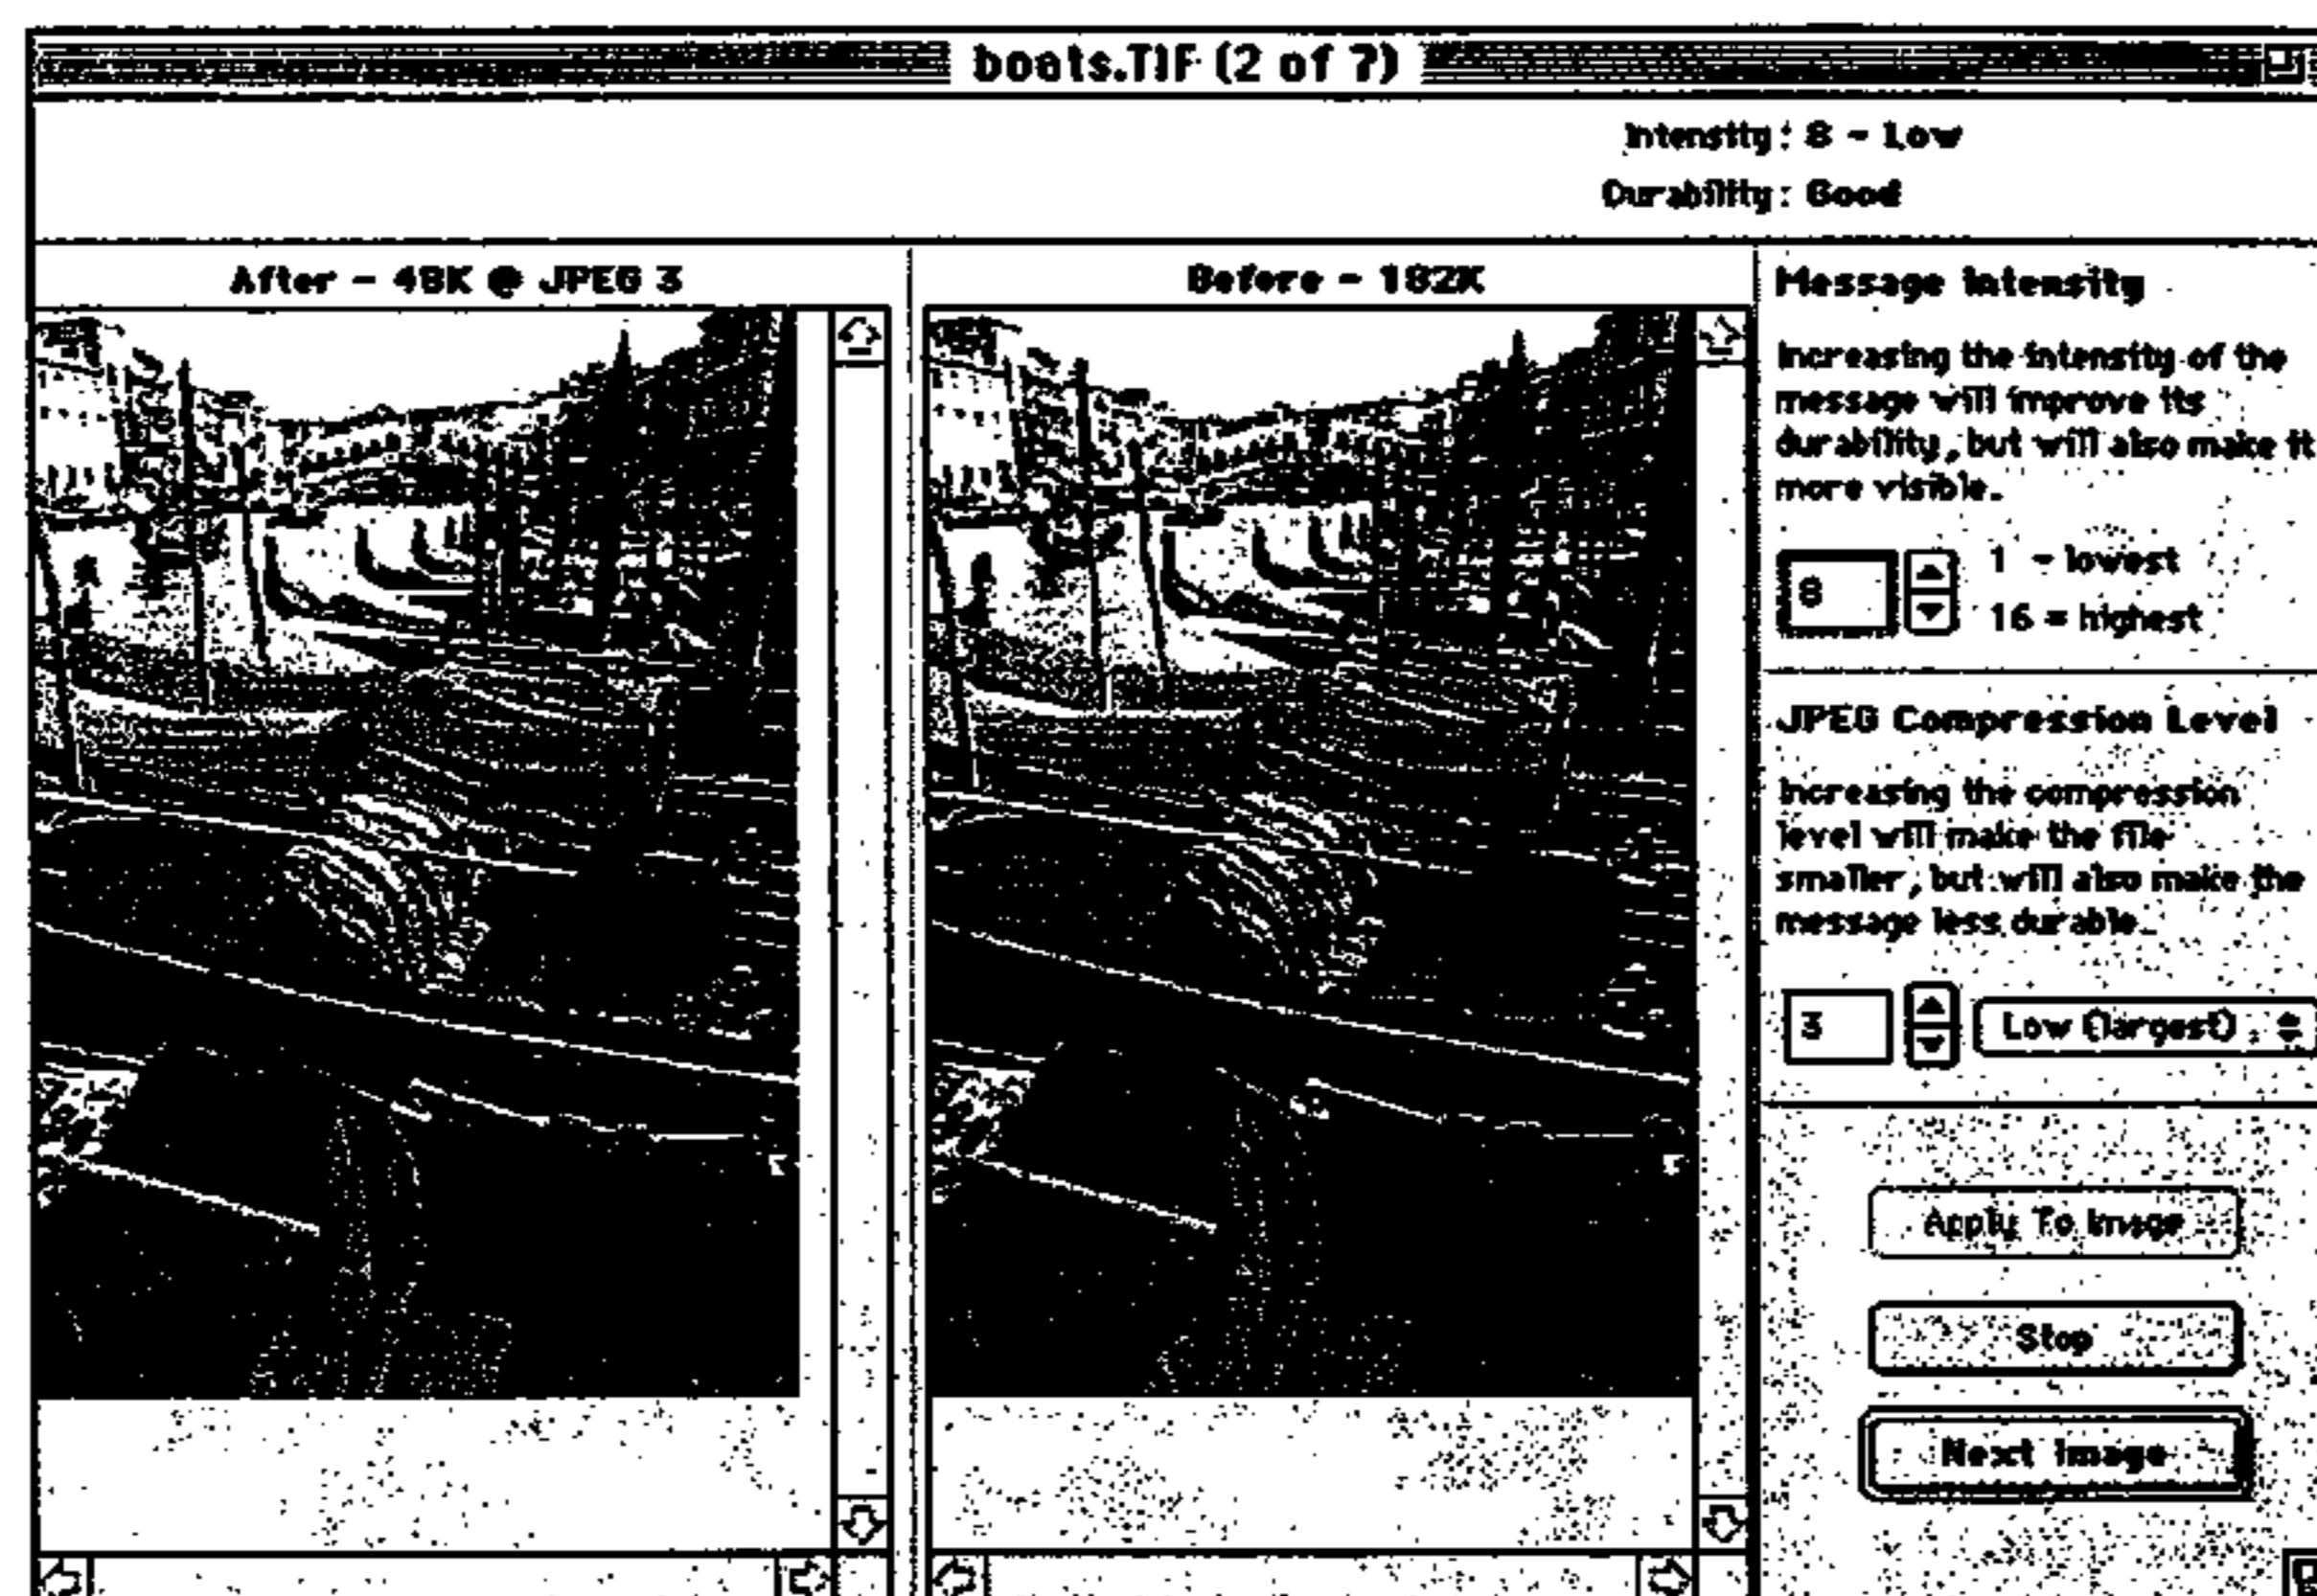 boats.TIF (2 of 7)
Intensity: 8 - Low
Durability: Good
After - 48K @ JPEG 3
Before - 182K
Message Intensity
Increasing the intensity of the
message will improve its
durability, but will also make it
more visible.
8
1 = lowest
16 = highest
JPEG Compression Level
Increasing the compression
level will make the file
smaller, but will also make the
message less durable.
3
Low (largest)
Apply To Image
Stop
Next Image